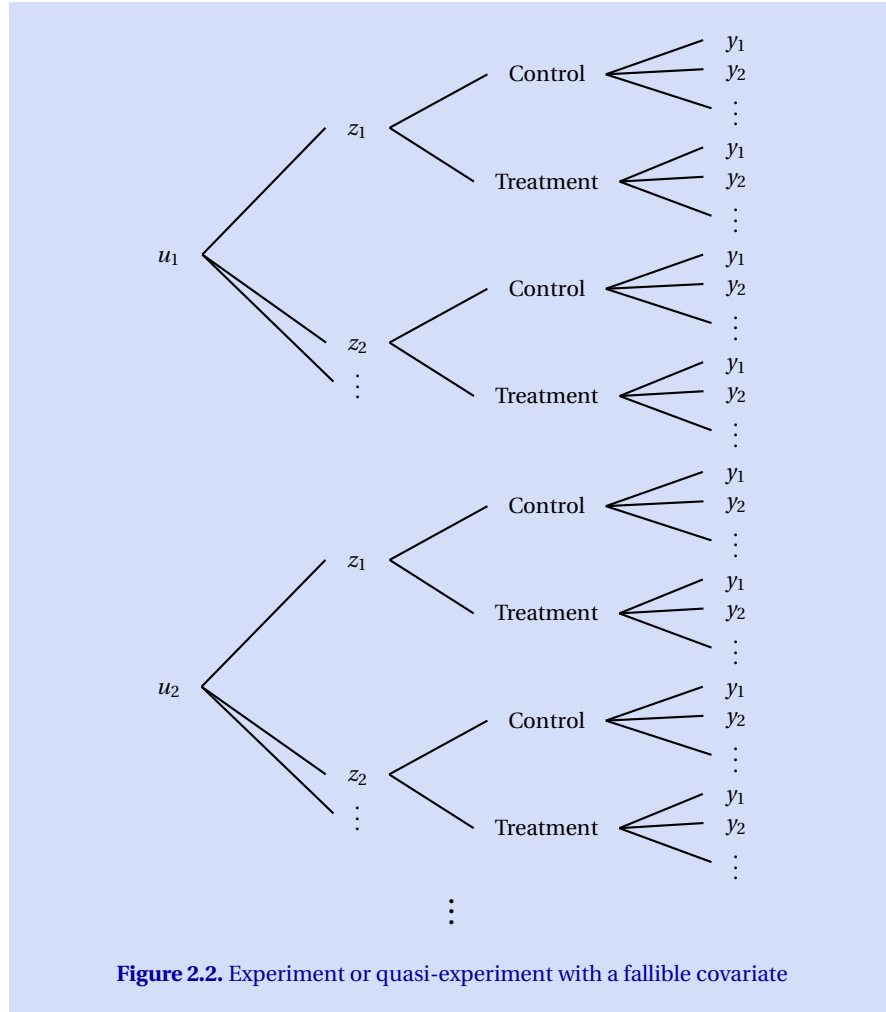 y1
Control y2
⋮
z1
y1
Treatment y2
⋮
u1
y1
Control y2
⋮
z2
⋮
y1
Treatment y2
⋮
y1
Control y2
⋮
z1
y1
Treatment y2
⋮
u2
y1
Control y2
⋮
z2
⋮
y1
Treatment y2
⋮
⋮
Figure 2.2. Experiment or quasi-experiment with a fallible covariate